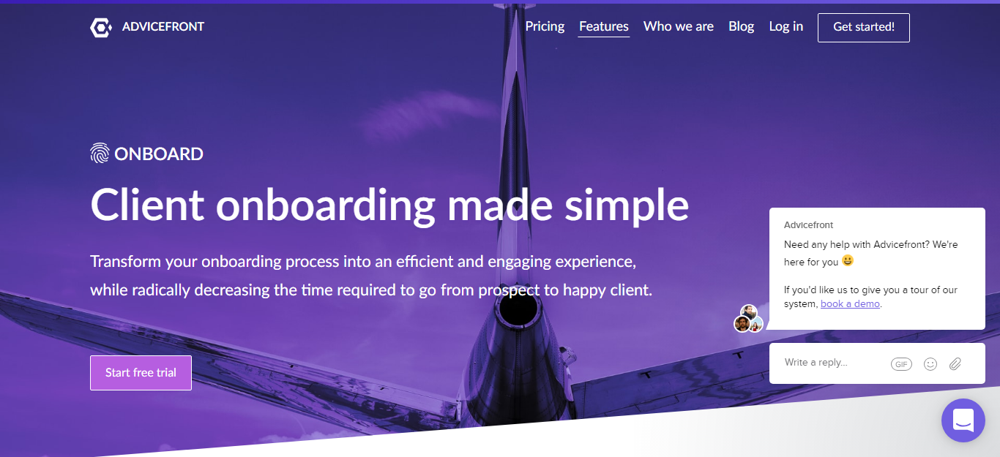 ADVICEFRONT
Pricing
Features
Who we are
Blog
Log in
Get started!
ONBOARD
Client onboarding made simple
Transform your onboarding process into an efficient and engaging experience,
while radically decreasing the time required to go from prospect to happy client.
Start free trial
Advicefront
Need any help with Advicefront? We're
here for you 😀
If you'd like us to give you a tour of our
system, book a demo.
Write a reply...
GIF